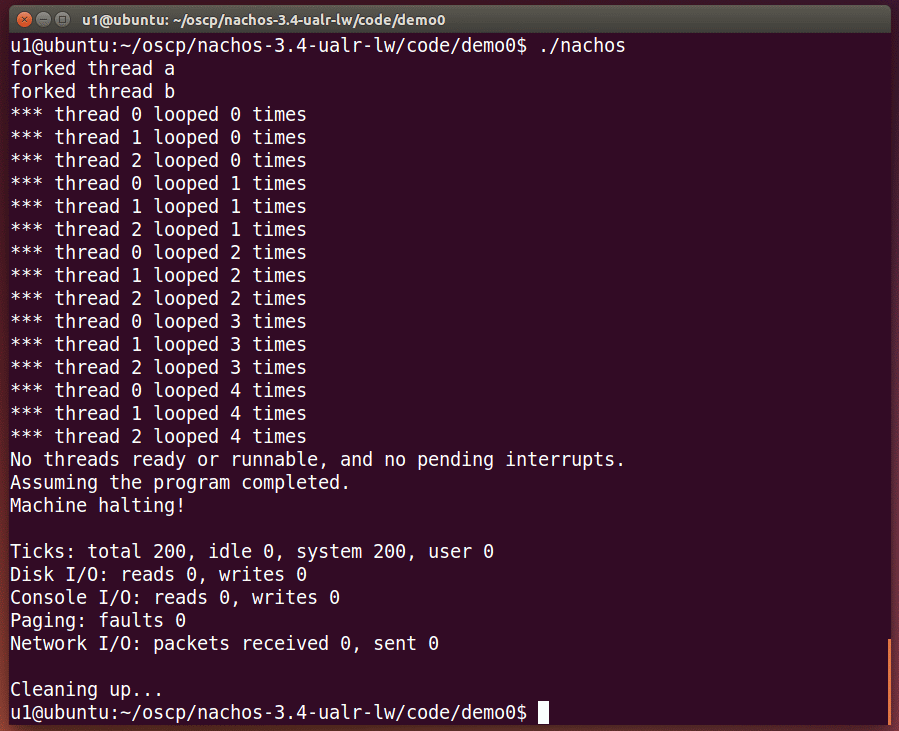 u1@ubuntu: ~/oscp/nachos-3.4-ualr-lw/code/demo0
u1@ubuntu:~/oscp/nachos-3.4-ualr-lw/code/demo0$ ./nachos
forked thread a
forked thread b
*** thread 0 looped 0 times
*** thread 1 looped 0 times
*** thread 2 looped 0 times
*** thread 0 looped 1 times
*** thread 1 looped 1 times
*** thread 2 looped 1 times
*** thread 0 looped 2 times
*** thread 1 looped 2 times
*** thread 2 looped 2 times
*** thread 0 looped 3 times
*** thread 1 looped 3 times
*** thread 2 looped 3 times
*** thread 0 looped 4 times
*** thread 1 looped 4 times
*** thread 2 looped 4 times
No threads ready or runnable, and no pending interrupts.
Assuming the program completed.
Machine halting!

Ticks: total 200, idle 0, system 200, user 0
Disk I/O: reads 0, writes 0
Console I/O: reads 0, writes 0
Paging: faults 0
Network I/O: packets received 0, sent 0

Cleaning up...
u1@ubuntu:~/oscp/nachos-3.4-ualr-lw/code/demo0$